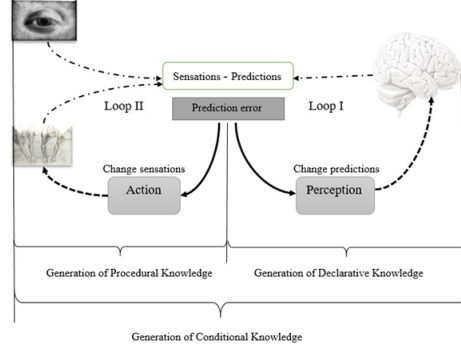 Sensations - Predictions
Loop II
Prediction error
Loop I
Change sensations
Change predictions
Action
Perception
Generation of Procedural Knowledge
Generation of Declarative Knowledge
Generation of Conditional Knowledge